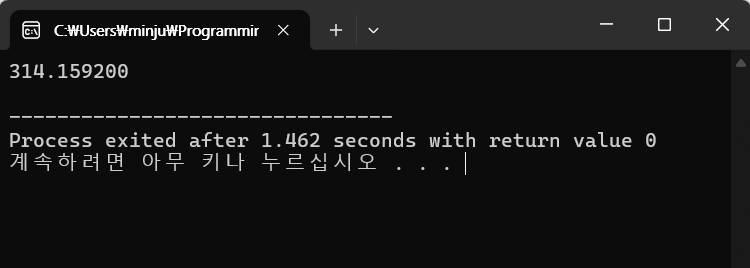 C:₩Users₩minju₩Programmir
314.159200
--------------------------------
Process exited after 1.462 seconds with return value 0
계속하려면 아무 키나 누르십시오 . . .